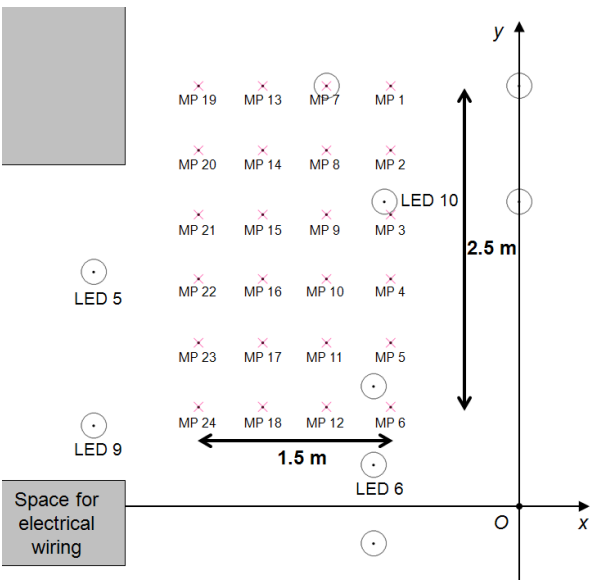 y
MP 19 MP 13 MP 7 MP 1
MP 20 MP 14 MP 8 MP 2
LED 10
MP 21 MP 15 MP 9 MP 3
2.5 m
LED 5
MP 22 MP 16 MP 10 MP 4
MP 23 MP 17 MP 11 MP 5
MP 24 MP 18 MP 12 MP 6
LED 9
1.5 m
LED 6
Space for
electrical
wiring
O
x